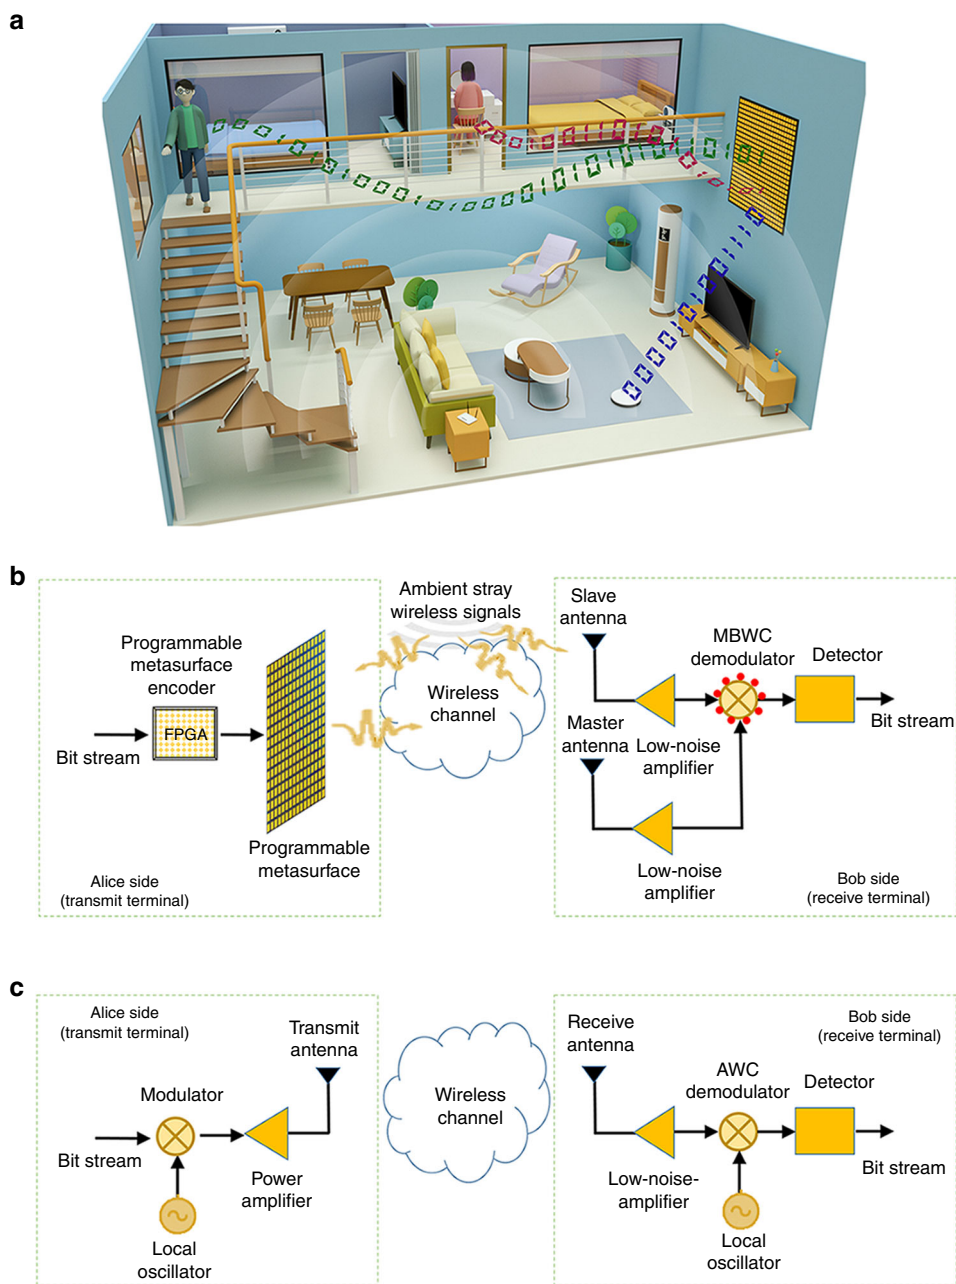 a
b
Ambient stray
wireless signals
Programmable
metasurface
encoder
FPGA
Bit stream
Programmable
metasurface
Alice side
(transmit terminal)
Wireless
channel
Slave
antenna
MBWC
demodulator
Detector
Bit stream
Master
antenna
Low-noise
amplifier
Low-noise
amplifier
Bob side
(receive terminal)
c
Alice side
(transmit terminal)
Transmit
antenna
Modulator
Bit stream
Power
amplifier
Local
oscillator
Wireless
channel
Receive
antenna
Bob side
(receive terminal)
AWC
demodulator
Detector
Low-noise-
amplifier
Bit stream
Local
oscillator